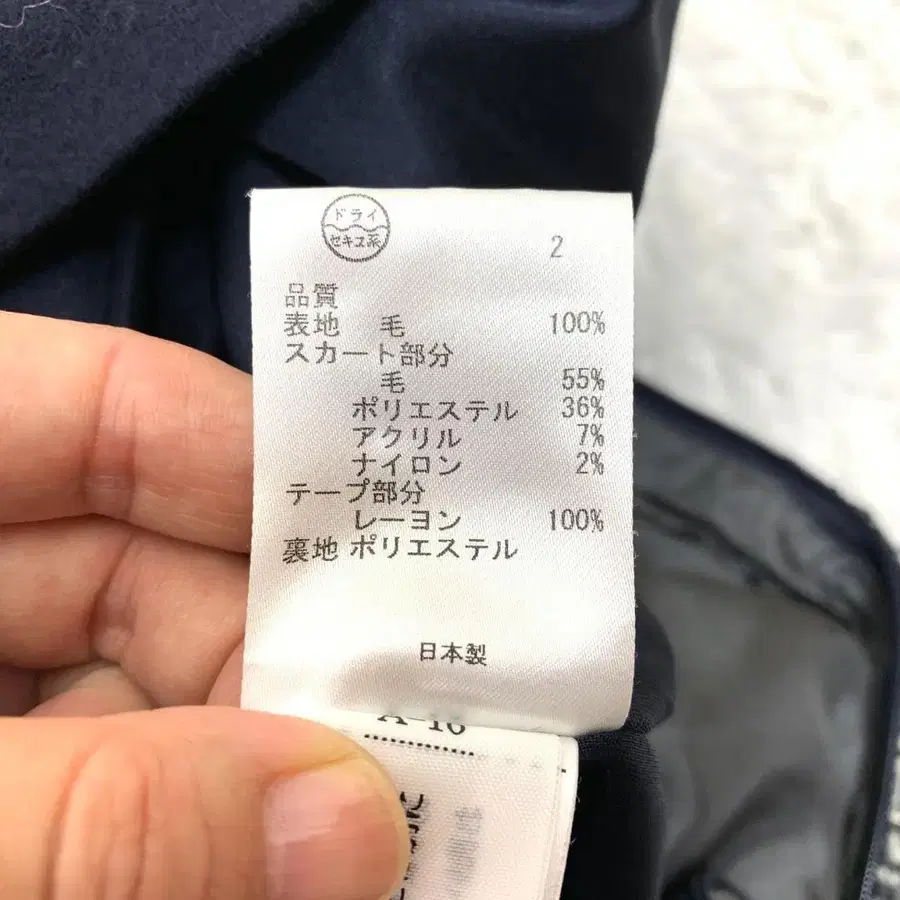 ドライ
セキユ系
2
品質
表地 毛 100%
スカート部分
毛 55%
ポリエステル 36%
アクリル 7%
ナイロン 2%
テープ部分
レーヨン 100%
裏地 ポリエステル
日本製
A-16